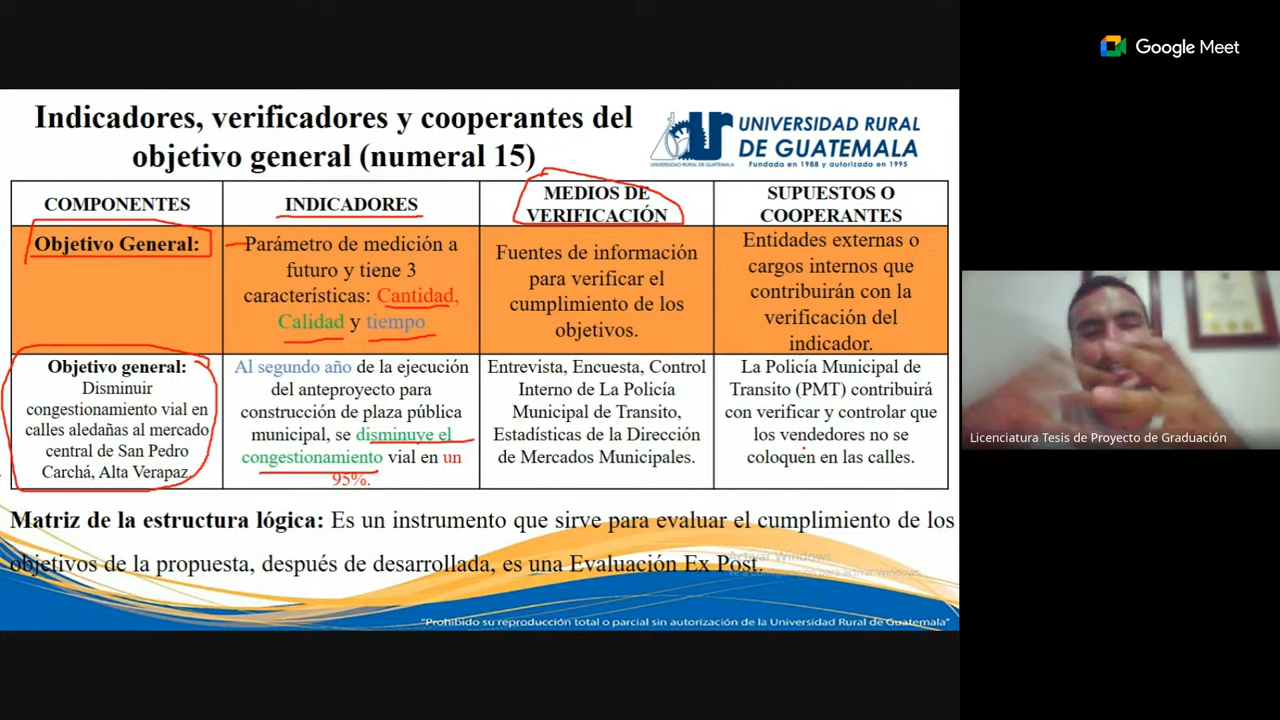 Google Meet
Indicadores, verificadores y cooperantes del
objetivo general (numeral 15)
UNIVERSIDAD RURAL
DE GUATEMALA
Fundada en 1988 y autorizada en 1995
UNIVERSIDAD RURAL DE GUATEMALA
COMPONENTES
INDICADORES
MEDIOS DE
VERIFICACIÓN
SUPUESTOS O
COOPERANTES
Objetivo General:
Parámetro de medición a
futuro y tiene 3
características: Cantidad,
Calidad y tiempo
Fuentes de información
para verificar el
cumplimiento de los
objetivos.
Entidades externas o
cargos internos que
contribuirán con la
verificación del
indicador.
Objetivo general:
Disminuir
congestionamiento vial en
calles aledañas al mercado
central de San Pedro
Carchá, Alta Verapaz.
Al segundo año de la ejecución
del anteproyecto para
construcción de plaza pública
municipal, se disminuye el
congestionamiento vial en un
95%.
Entrevista, Encuesta, Control
Interno de La Policía
Municipal de Transito,
Estadísticas de la Dirección
de Mercados Municipales.
La Policía Municipal de
Transito (PMT) contribuirá
con verificar y controlar que
los vendedores no se
coloquen en las calles.
Matriz de la estructura lógica: Es un instrumento que sirve para evaluar el cumplimiento de los
objetivos de la propuesta, después de desarrollada, es una Evaluación Ex Post.
Activar Windows
Ve a Configuración para activar Windows.
"Prohibido su reproducción total o parcial sin autorización de la Universidad Rural de Guatemala"
Licenciatura Tesis de Proyecto de Graduación